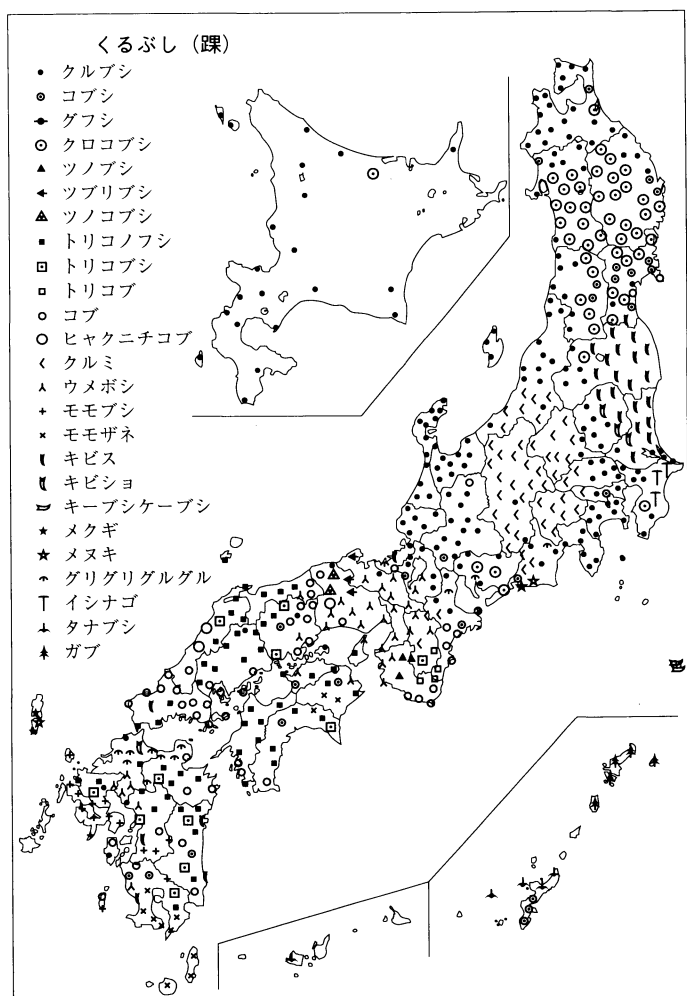 くるぶし（踝）
クルブシ
コブシ
グフシ
クロコブシ
ツノブシ
ツブリブシ
ツノコブシ
トリコノフシ
トリコブシ
トリコブ
コブ
ヒャクニチコブ
クルミ
ウメボシ
モモブシ
モモザネ
キビス
キビショ
キーブシケーブシ
メクギ
メヌキ
グリグリグルグル
イシナゴ
タナブシ
ガブ